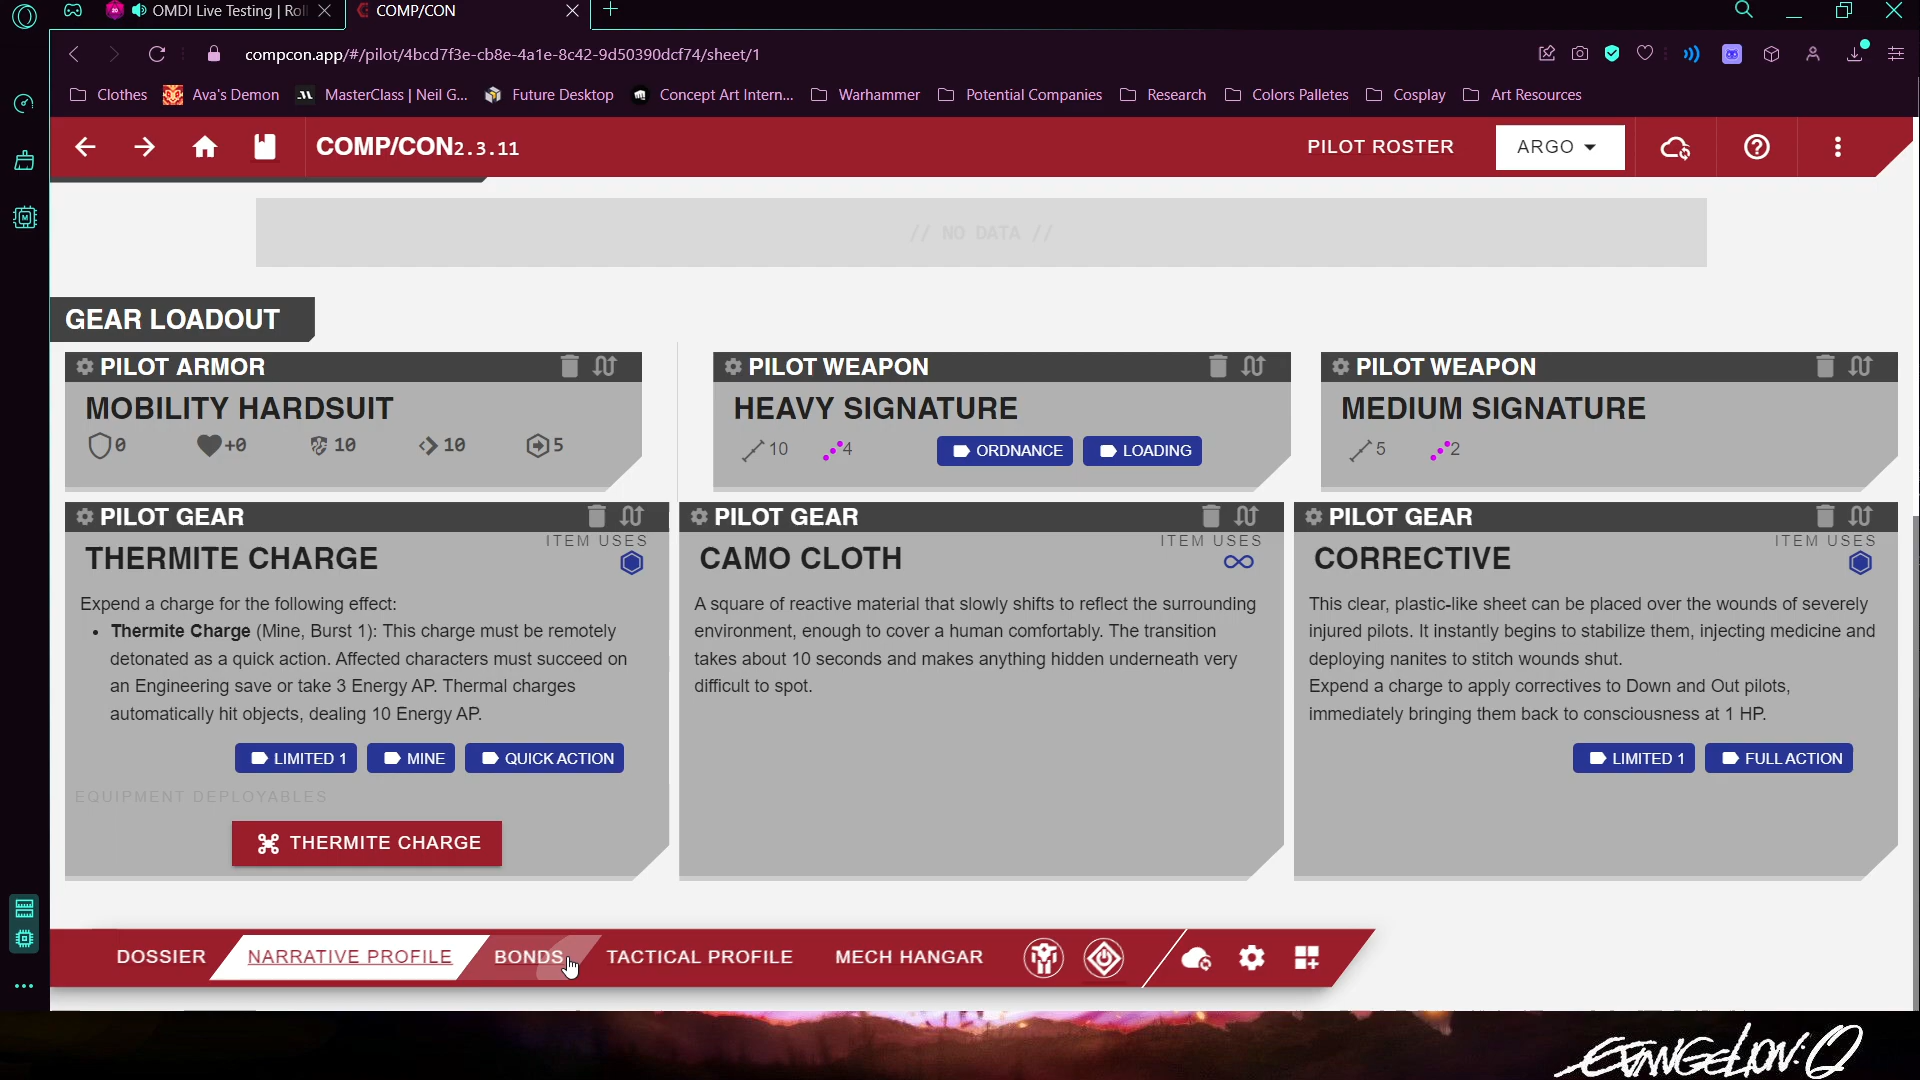 OMDI Live Testing | Rol
COMP/CON
compcon.app/#/pilot/4bcd7f3e-cb8e-4a1e-8c42-9d50390dcf74/sheet/1
Clothes
Ava's Demon
MasterClass | Neil G...
Future Desktop
Concept Art Intern...
Warhammer
Potential Companies
Research
Colors Palletes
Cosplay
Art Resources
COMP/CON2.3.11
PILOT ROSTER
ARGO
// NO DATA //
GEAR LOADOUT
PILOT ARMOR
MOBILITY HARDSUIT
0 +0 10 10 5
PILOT WEAPON
HEAVY SIGNATURE
10 4 ORDNANCE LOADING
PILOT WEAPON
MEDIUM SIGNATURE
5 2
PILOT GEAR
ITEM USES
THERMITE CHARGE
Expend a charge for the following effect:
• Thermite Charge (Mine, Burst 1): This charge must be remotely
detonated as a quick action. Affected characters must succeed on
an Engineering save or take 3 Energy AP. Thermal charges
automatically hit objects, dealing 10 Energy AP.
LIMITED 1 MINE QUICK ACTION
EQUIPMENT DEPLOYABLES
THERMITE CHARGE
PILOT GEAR
ITEM USES
CAMO CLOTH
∞
A square of reactive material that slowly shifts to reflect the surrounding
environment, enough to cover a human comfortably. The transition
takes about 10 seconds and makes anything hidden underneath very
difficult to spot.
PILOT GEAR
ITEM USES
CORRECTIVE
This clear, plastic-like sheet can be placed over the wounds of severely
injured pilots. It instantly begins to stabilize them, injecting medicine and
deploying nanites to stitch wounds shut.
Expend a charge to apply correctives to Down and Out pilots,
immediately bringing them back to consciousness at 1 HP.
LIMITED 1 FULL ACTION
DOSSIER
NARRATIVE PROFILE
BONDS
TACTICAL PROFILE
MECH HANGAR
EVANGELION:Q